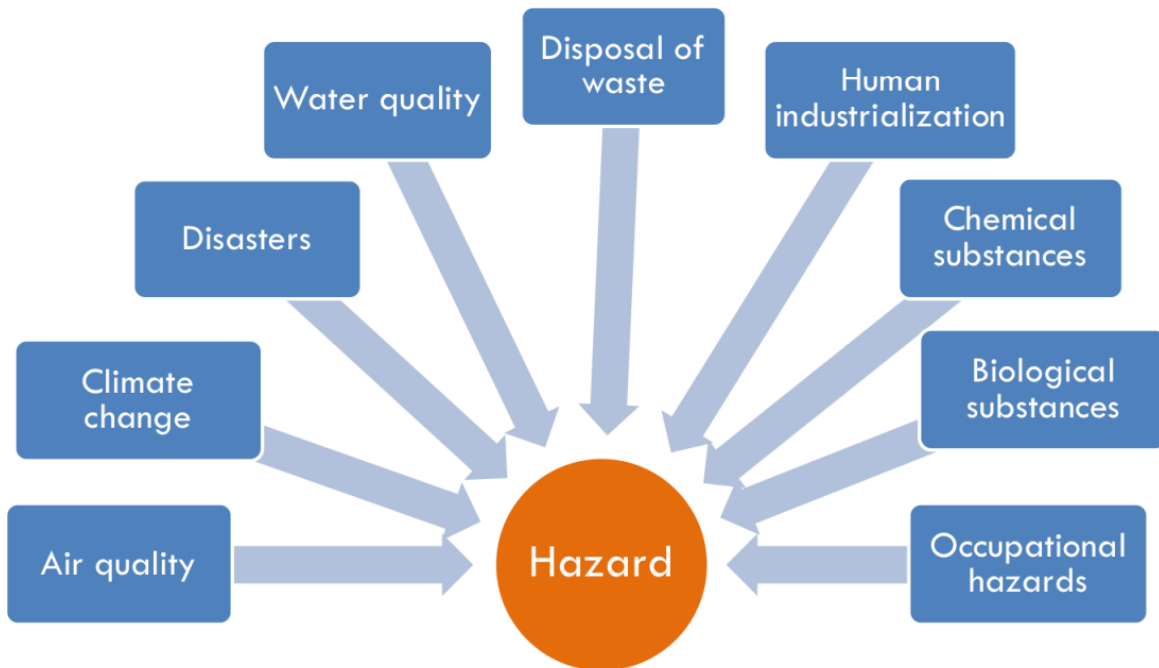 Disposal of
waste
Water quality
Human
industrialization
Disasters
Chemical
substances
Climate
change
Biological
substances
Air quality
Hazard
Occupational
hazards